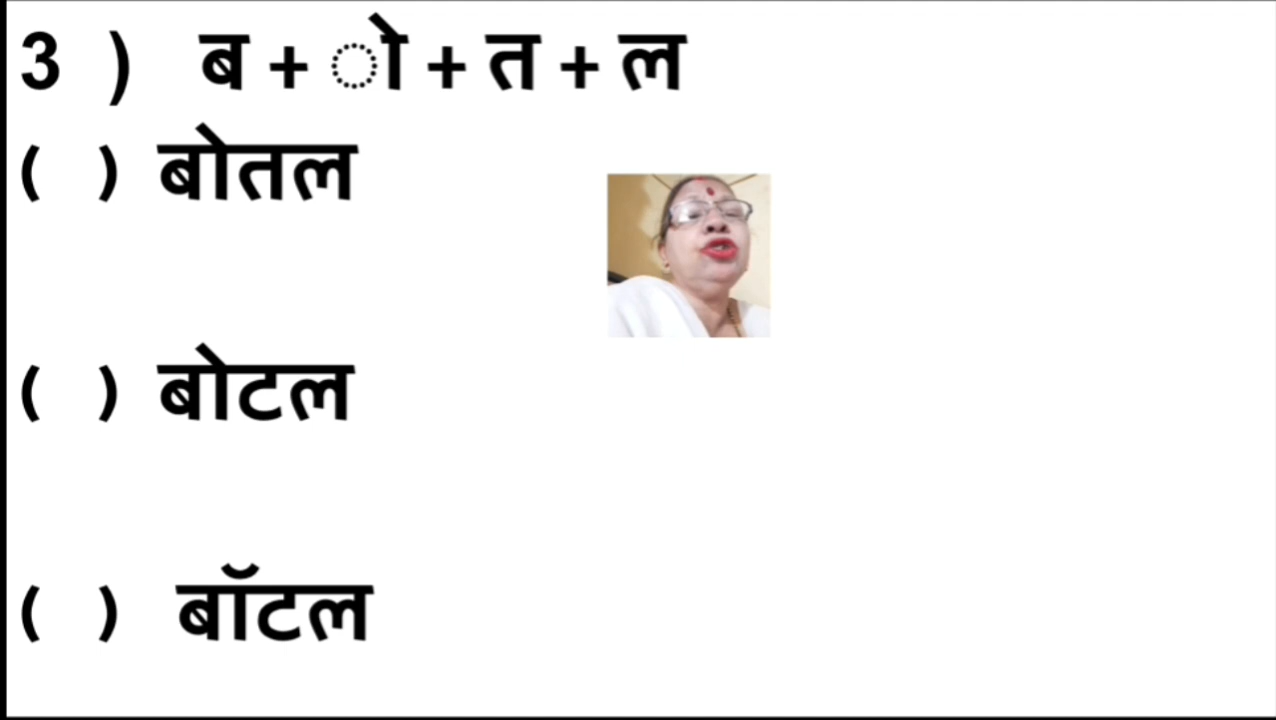 3 ) ब + ो + त + ल
( ) बोतल
( ) बोटल
( ) बॉटल